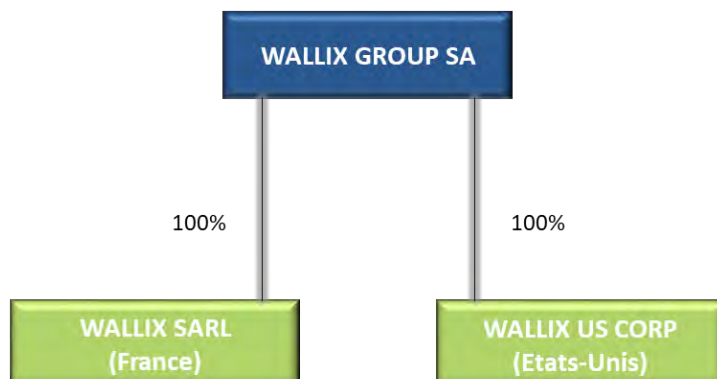 WALLIX GROUP SA
100%
100%
WALLIX SARL
(France)
WALLIX US CORP
(Etats-Unis)